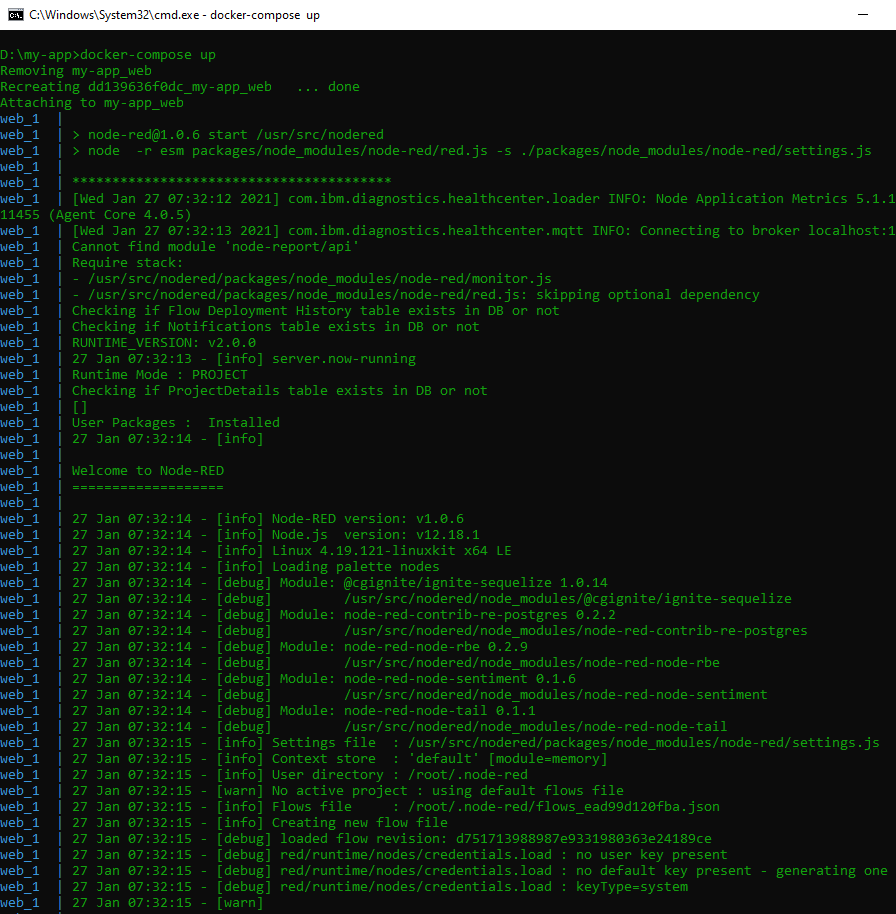 C:\Windows\System32\cmd.exe - docker-compose up
D:\my-app>docker-compose up
Removing my-app_web
Recreating dd139636f0dc_my-app_web   ... done
Attaching to my-app_web
web_1  |
web_1  | > node-red@1.0.6 start /usr/src/nodered
web_1  | > node  -r esm packages/node_modules/node-red/red.js -s ./packages/node_modules/node-red/settings.js
web_1  |
web_1  | ****************************************
web_1  | [Wed Jan 27 07:32:12 2021] com.ibm.diagnostics.healthcenter.loader INFO: Node Application Metrics 5.1.1
11455 (Agent Core 4.0.5)
web_1  | [Wed Jan 27 07:32:13 2021] com.ibm.diagnostics.healthcenter.mqtt INFO: Connecting to broker localhost:1
web_1  | Cannot find module 'node-report/api'
web_1  | Require stack:
web_1  | - /usr/src/nodered/packages/node_modules/node-red/monitor.js
web_1  | - /usr/src/nodered/packages/node_modules/node-red/red.js: skipping optional dependency
web_1  | Checking if Flow Deployment History table exists in DB or not
web_1  | Checking if Notifications table exists in DB or not
web_1  | RUNTIME_VERSION: v2.0.0
web_1  | 27 Jan 07:32:13 - [info] server.now-running
web_1  | Runtime Mode : PROJECT
web_1  | Checking if ProjectDetails table exists in DB or not
web_1  | []
web_1  | User Packages :  Installed
web_1  | 27 Jan 07:32:14 - [info]
web_1  |
web_1  | Welcome to Node-RED
web_1  | ===================
web_1  |
web_1  | 27 Jan 07:32:14 - [info] Node-RED version: v1.0.6
web_1  | 27 Jan 07:32:14 - [info] Node.js  version: v12.18.1
web_1  | 27 Jan 07:32:14 - [info] Linux 4.19.121-linuxkit x64 LE
web_1  | 27 Jan 07:32:14 - [info] Loading palette nodes
web_1  | 27 Jan 07:32:14 - [debug] Module: @cgignite/ignite-sequelize 1.0.14
web_1  | 27 Jan 07:32:14 - [debug]         /usr/src/nodered/node_modules/@cgignite/ignite-sequelize
web_1  | 27 Jan 07:32:14 - [debug] Module: node-red-contrib-re-postgres 0.2.2
web_1  | 27 Jan 07:32:14 - [debug]         /usr/src/nodered/node_modules/node-red-contrib-re-postgres
web_1  | 27 Jan 07:32:14 - [debug] Module: node-red-node-rbe 0.2.9
web_1  | 27 Jan 07:32:14 - [debug]         /usr/src/nodered/node_modules/node-red-node-rbe
web_1  | 27 Jan 07:32:14 - [debug] Module: node-red-node-sentiment 0.1.6
web_1  | 27 Jan 07:32:14 - [debug]         /usr/src/nodered/node_modules/node-red-node-sentiment
web_1  | 27 Jan 07:32:14 - [debug] Module: node-red-node-tail 0.1.1
web_1  | 27 Jan 07:32:14 - [debug]         /usr/src/nodered/node_modules/node-red-node-tail
web_1  | 27 Jan 07:32:15 - [info] Settings file  : /usr/src/nodered/packages/node_modules/node-red/settings.js
web_1  | 27 Jan 07:32:15 - [info] Context store  : 'default' [module=memory]
web_1  | 27 Jan 07:32:15 - [info] User directory : /root/.node-red
web_1  | 27 Jan 07:32:15 - [warn] No active project : using default flows file
web_1  | 27 Jan 07:32:15 - [info] Flows file     : /root/.node-red/flows_ead99d120fba.json
web_1  | 27 Jan 07:32:15 - [info] Creating new flow file
web_1  | 27 Jan 07:32:15 - [debug] loaded flow revision: d751713988987e9331980363e24189ce
web_1  | 27 Jan 07:32:15 - [debug] red/runtime/nodes/credentials.load : no user key present
web_1  | 27 Jan 07:32:15 - [debug] red/runtime/nodes/credentials.load : no default key present - generating one
web_1  | 27 Jan 07:32:15 - [debug] red/runtime/nodes/credentials.load : keyType=system
web_1  | 27 Jan 07:32:15 - [warn]